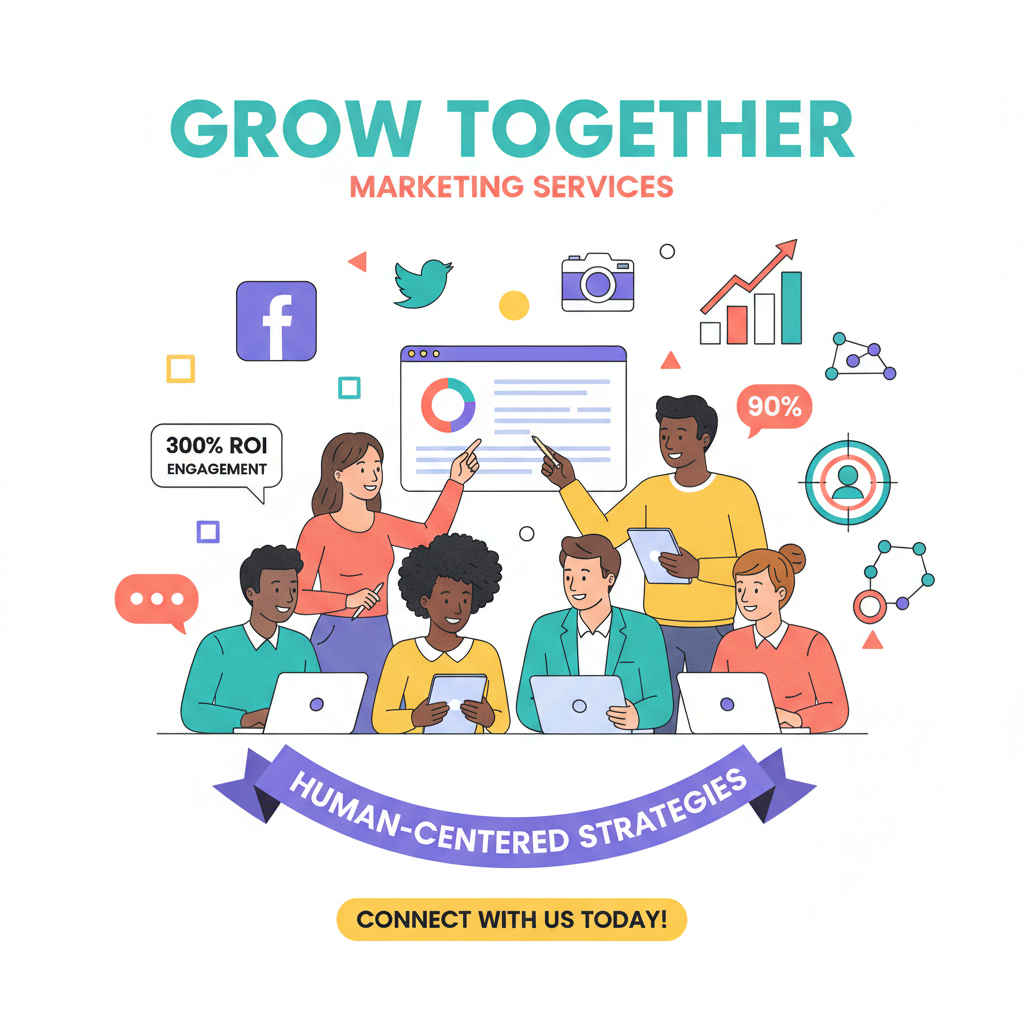 GROW TOGETHER
MARKETING SERVICES
f
90%
300% ROI
ENGAGEMENT
HUMAN-CENTERED STRATEGIES
CONNECT WITH US TODAY!